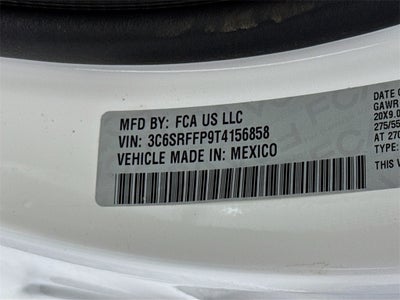 MFD BY: FCA US LLC
VIN: 3C6SRFFP9T4156858
VEHICLE MADE IN: MEXICO
DATE O
GAWR
20X9.0
275/55
AT 270
TYPE:
THIS V